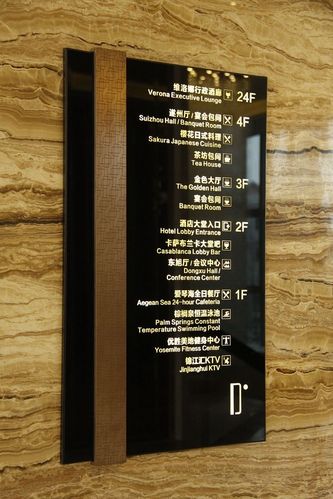 维洛娜行政酒廊
Verona Executive Lounge 24F
遂州厅/宴会包间
Suizhong Hall / Banquet Room 4F
樱花日式料理
Sakura Japanese Cuisine
茶坊包间
Tea House
金色大厅
The Golden Hall 3F
宴会包间
Banquet Room
酒店大堂入口
Hotel Lobby Entrance 2F
卡萨布兰卡大堂吧
Casablanca Lobby Bar
东旭厅/会议中心
Dongxu Hall /
Conference Center
爱琴海全日餐厅
Aegean Sea 24-hour Cafeteria 1F
棕榈泉恒温泳池
Palm Springs Constant
Temperature Swimming Pool
优胜美地健身中心
Yosemite Fitness Center
锦江汇KTV
Jinjianghui KTV